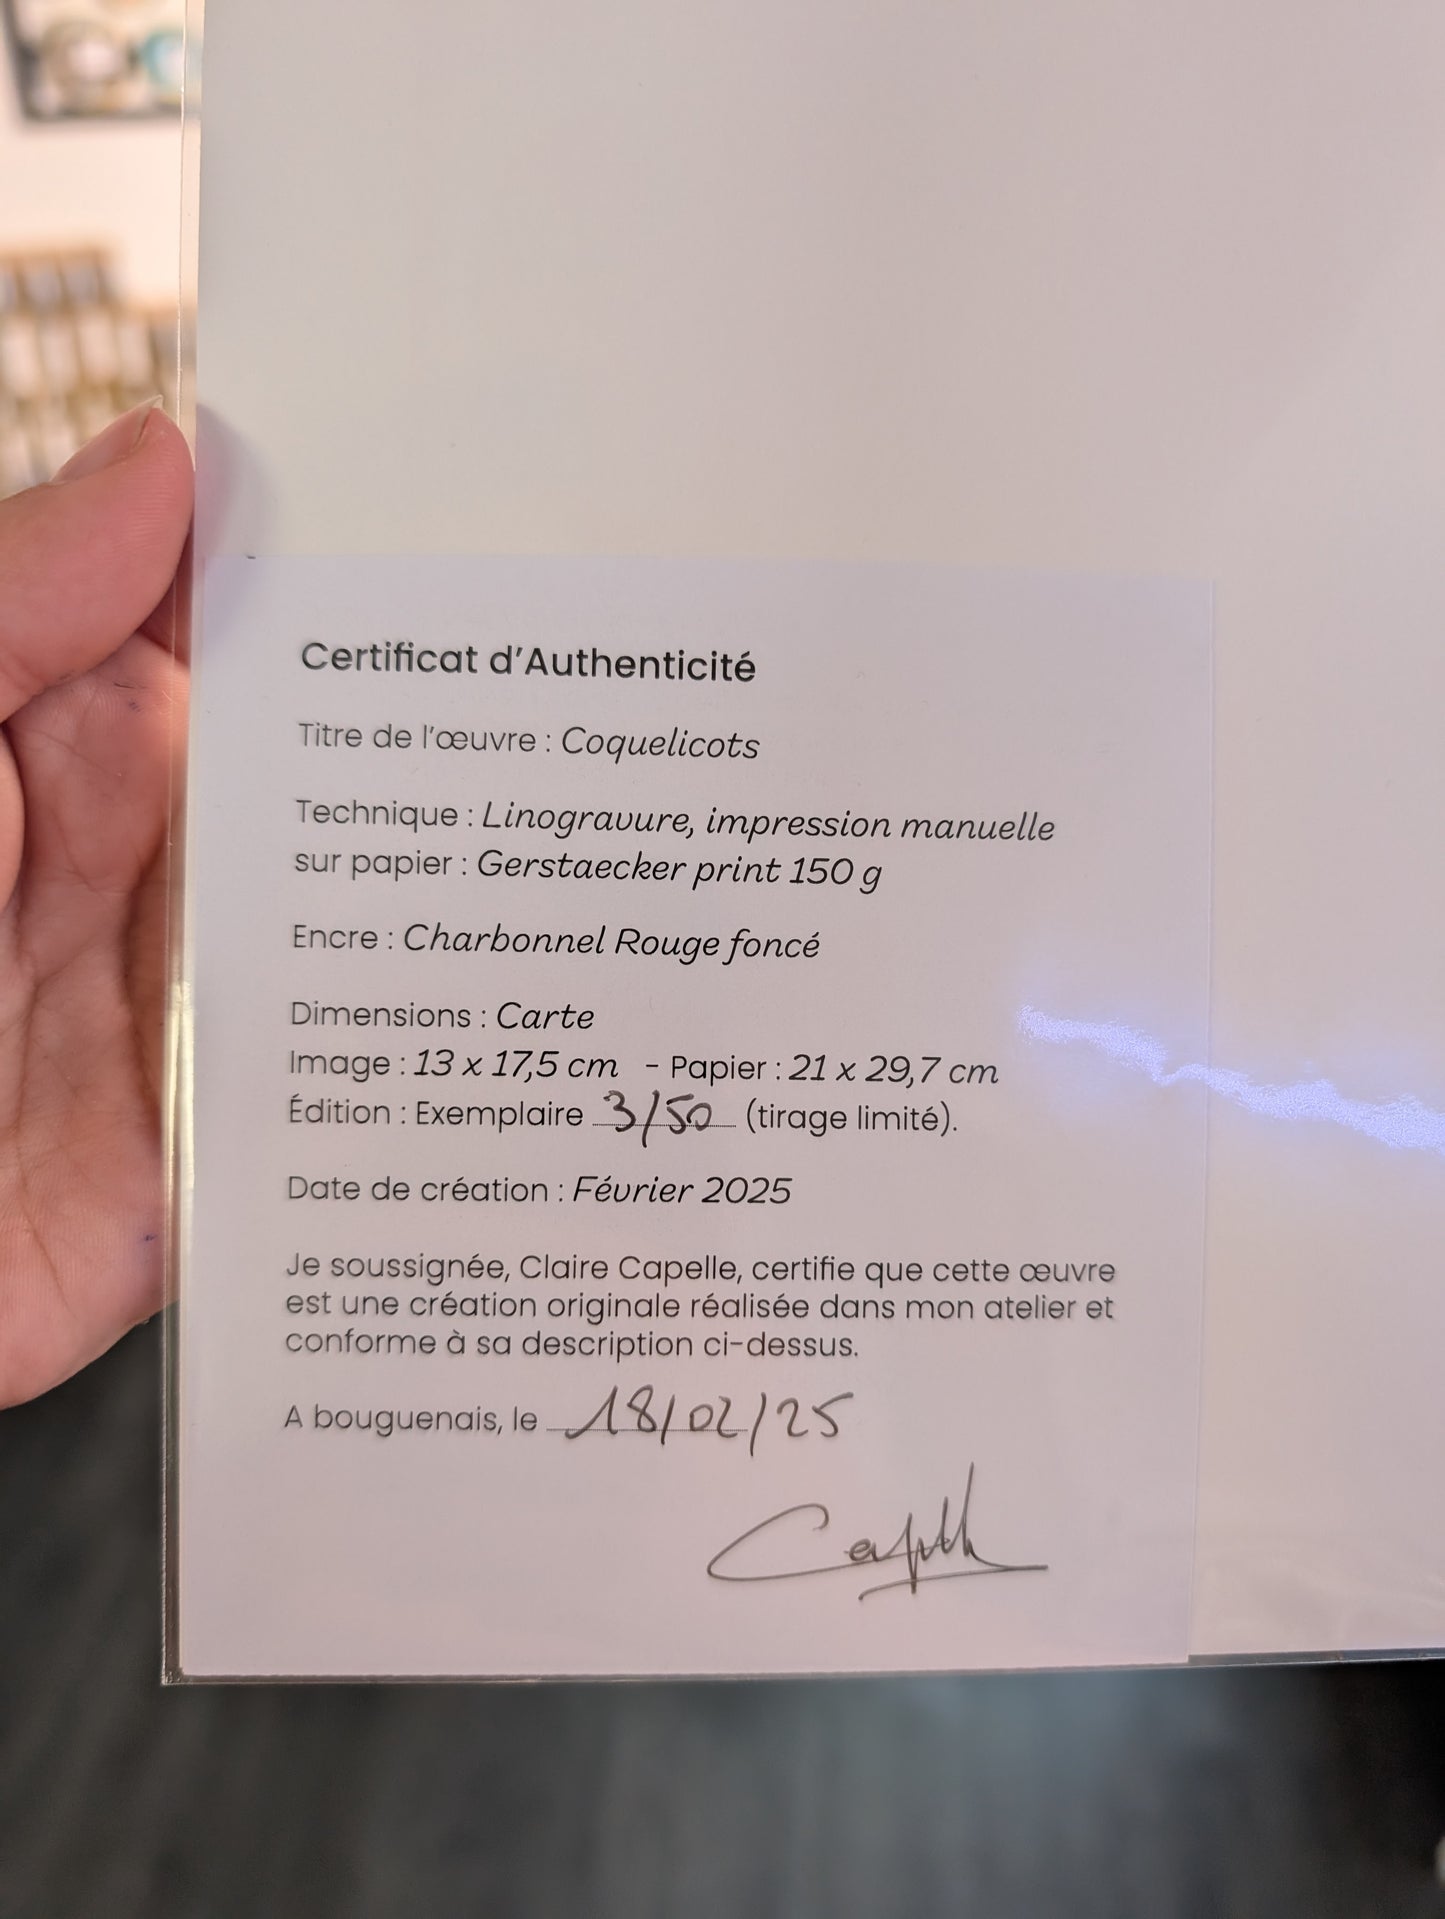 Certificat d'Authenticité
Titre de l'œuvre : Coquelicots
Technique : Linogravure, impression manuelle
sur papier : Gerstaecker print 150 g
Encre : Charbonnel Rouge foncé
Dimensions : Carte
Image : 13 x 17,5 cm - Papier : 21 x 29,7 cm
Édition : Exemplaire 3/50 (tirage limité).
Date de création : Février 2025
Je soussignée, Claire Capelle, certifie que cette œuvre
est une création originale réalisée dans mon atelier et
conforme à sa description ci-dessus.
A bouguenais, le 18/02/25